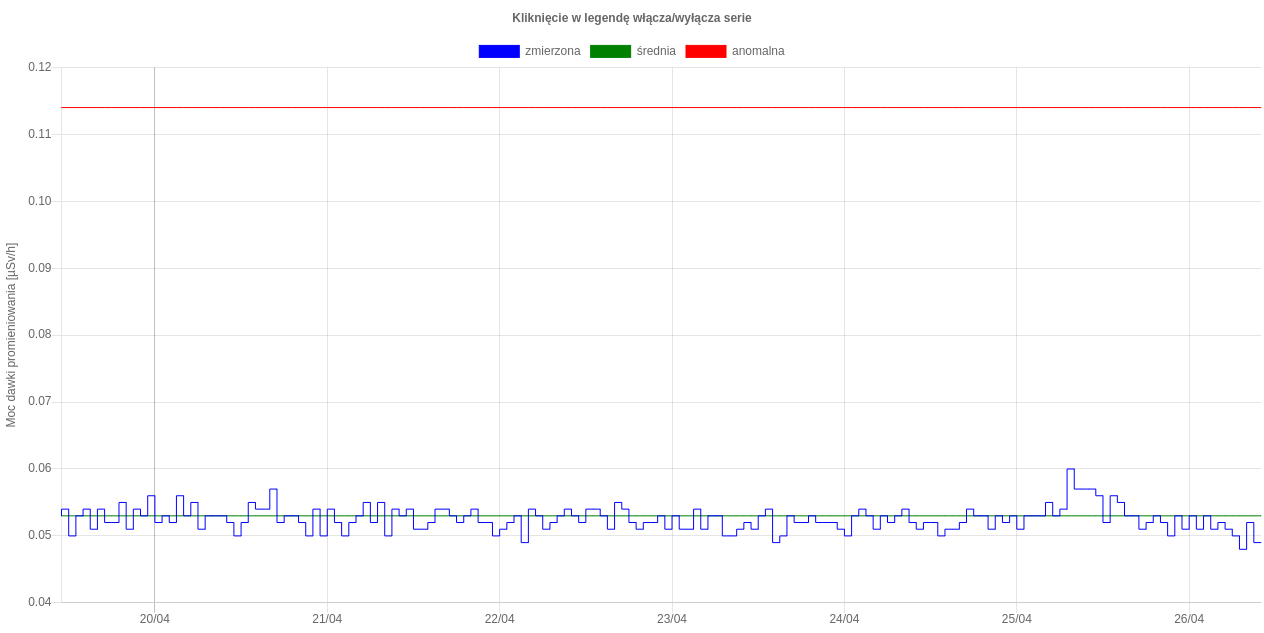 Kliknięcie w legendę włącza/wyłącza serie
zmierzona średnia anomalna
Moc dawki promieniowania [µSv/h]
0.12
0.11
0.10
0.09
0.08
0.07
0.06
0.05
0.04
20/04 21/04 22/04 23/04 24/04 25/04 26/04